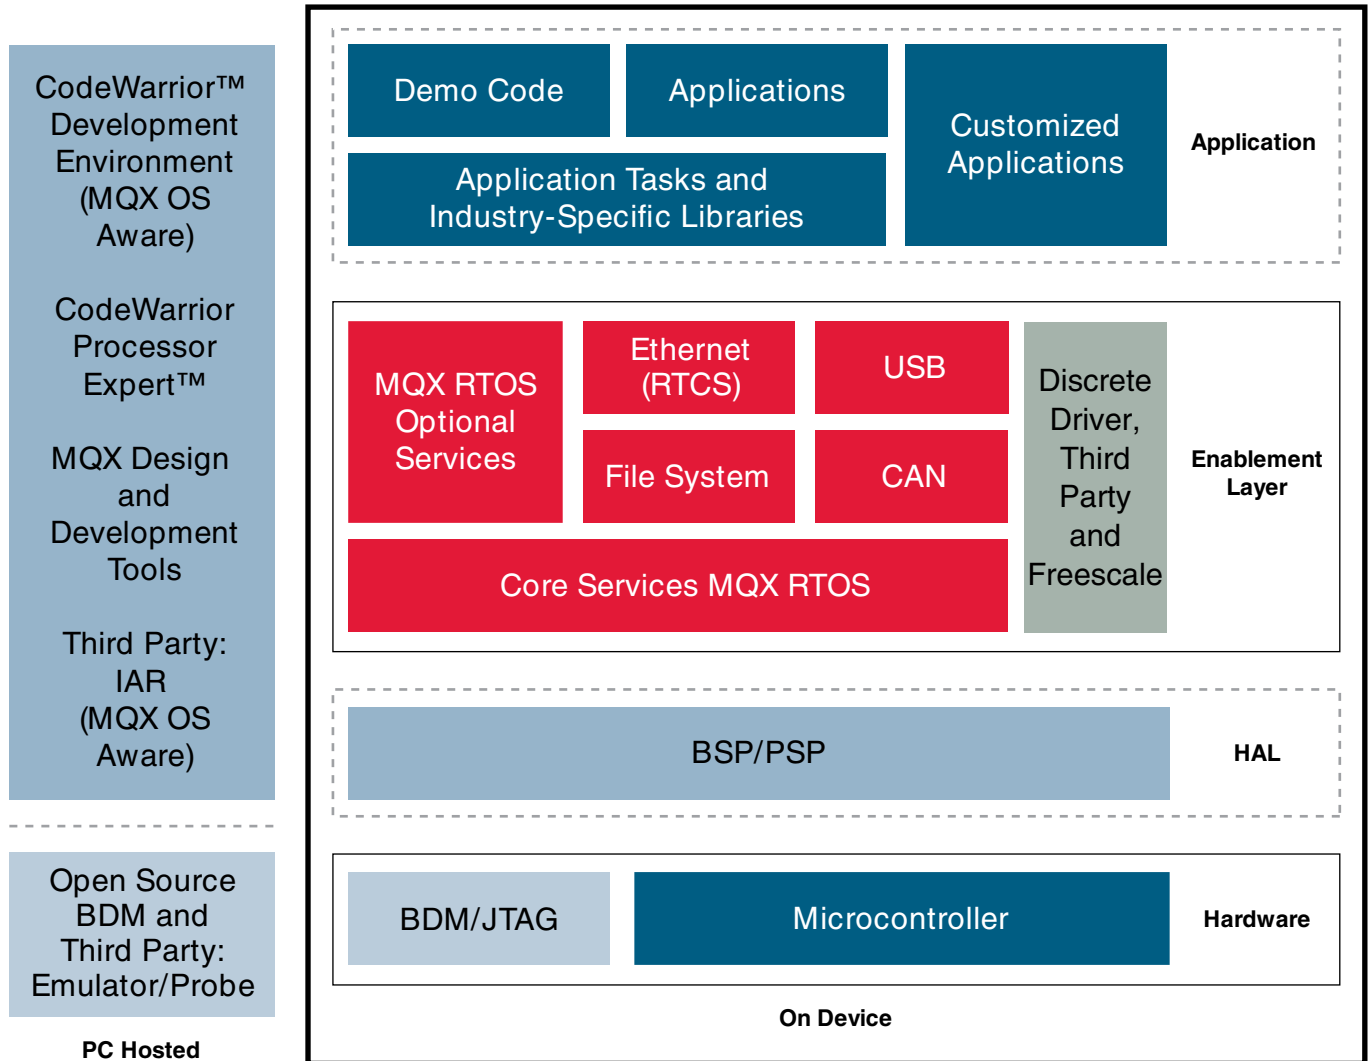 CodeWarrior™
Development
Environment
(MQX OS
Aware)
CodeWarrior
Processor
Expert™
MQX Design
and
Development
Tools
Third Party:
IAR
(MQX OS
Aware)
Open Source
BDM and
Third Party:
Emulator/Probe
PC Hosted
Demo Code
Applications
Application Tasks and
Industry-Specific Libraries
Customized
Applications
Application
MQX RTOS
Optional
Services
Ethernet
(RTCS)
USB
File System
CAN
Core Services MQX RTOS
Discrete
Driver,
Third
Party
and
Freescale
Enablement
Layer
BSP/PSP
HAL
BDM/JTAG
Microcontroller
Hardware
On Device